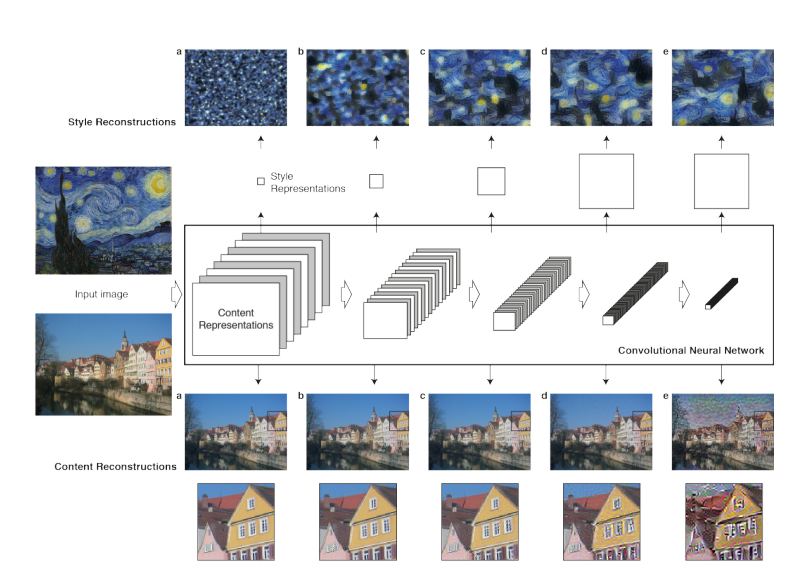 a b c d e
Style Reconstructions
Style
Representations
Input image
Content
Representations
Convolutional Neural Network
a b c d e
Content Reconstructions